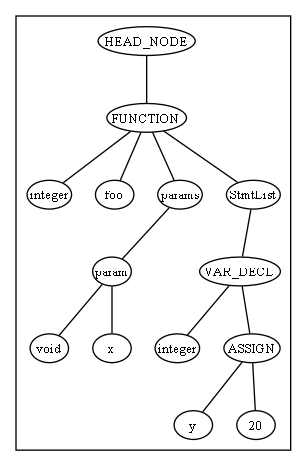 HEAD_NODE
FUNCTION
integer foo params StmtList
param VAR_DECL
void x integer ASSIGN
y 20